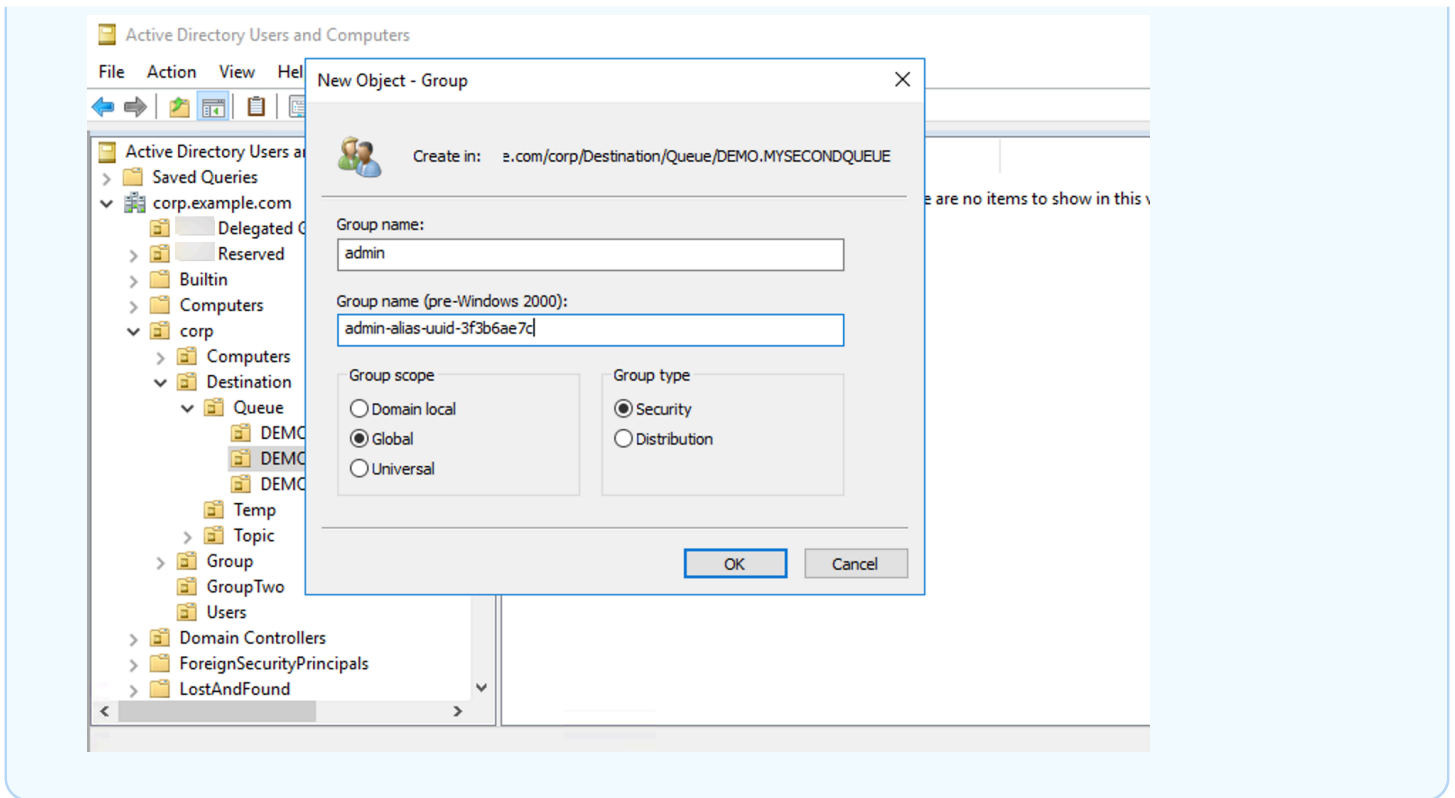 Active Directory Users and Computers
File Action View Hel
New Object - Group
Create in: e.com/corp/Destination/Queue/DEMO.MYSECONDQUEUE
Group name:
admin
Group name (pre-Windows 2000):
admin-alias-uuid-3f3b6ae7c
Group scope
Domain local
Global
Universal
Group type
Security
Distribution
OK
Cancel
Active Directory Users ar
Saved Queries
corp.example.com
Delegated G
Reserved
Builtin
Computers
corp
Computers
Destination
Queue
DEMO
DEMO
DEMO
Temp
Topic
Group
GroupTwo
Users
Domain Controllers
ForeignSecurityPrincipals
LostAndFound
e are no items to show in this v